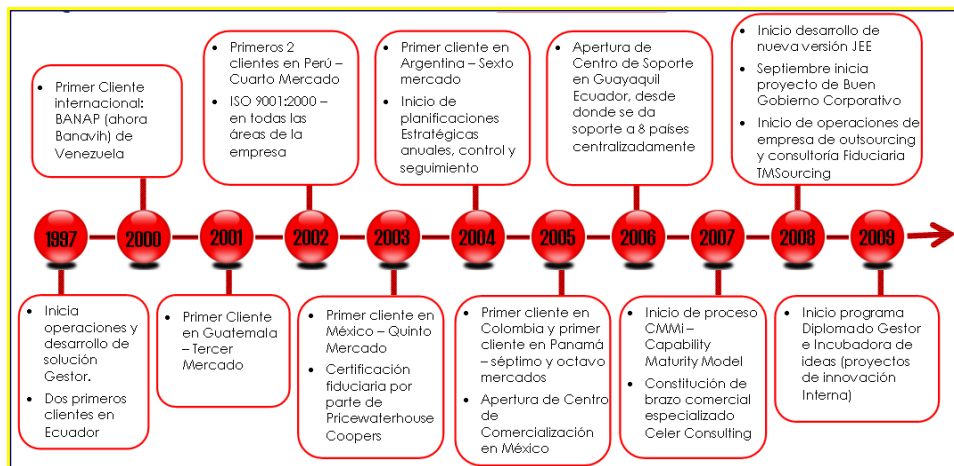 Primer Cliente
internacional:
BANAP (ahora
Banavih) de
Venezuela
Primeros 2
clientes en Perú –
Cuarto Mercado
ISO 9001:2000 –
en todas las
áreas de la
empresa
Primer cliente en
Argentina – Sexto
mercado
Inicio de
planificaciones
Estratégicas
anuales, control y
seguimiento
Apertura de
Centro de
Soporte en
Guayaquil
Ecuador, desde
donde se da
soporte a 8 países
centralizadamente
Inicio desarrollo de
nueva versión JEE
Septiembre inicia
proyecto de Buen
Gobierno Corporativo
Inicio de operaciones de
empresa de outsourcing
y consultoría Fiduciaria
TMSourcing
1997 2000 2001 2002 2003 2004 2005 2006 2007 2008 2009
Inicia
operaciones y
desarrollo de
solución
Gestor.
Dos primeros
clientes en
Ecuador
Primer Cliente
en Guatemala
– Tercer
Mercado
Primer cliente en
México – Quinto
Mercado
Certificación
fiduciaria por
parte de
Pricewaterhouse
Coopers
Primer cliente en
Colombia y primer
cliente en Panamá
– séptimo y octavo
mercados
Apertura de Centro
de
Comercialización
en México
Inicio de proceso
CMMi –
Capability
Maturity Model
Constitución de
brazo comercial
especializado
Celer Consulting
Inicio programa
Diplomado Gestor
e Incubadora de
ideas (proyectos
de innovación
Interna)